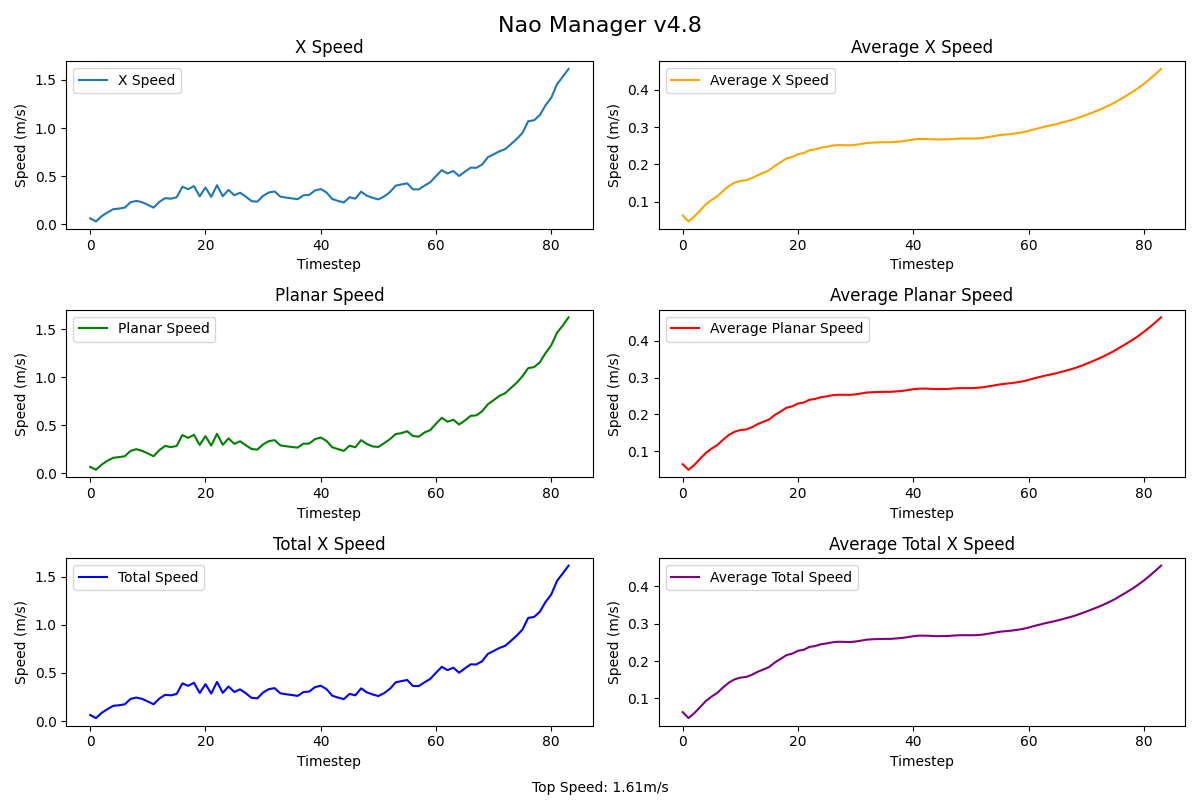 Nao Manager v4.8
X Speed
Speed (m/s)
1.5
1.0
0.5
0.0
X Speed
0 20 40 60 80
Timestep
Average X Speed
Speed (m/s)
0.4
0.3
0.2
0.1
Average X Speed
0 20 40 60 80
Timestep
Planar Speed
Speed (m/s)
1.5
1.0
0.5
0.0
Planar Speed
0 20 40 60 80
Timestep
Average Planar Speed
Speed (m/s)
0.4
0.3
0.2
0.1
Average Planar Speed
0 20 40 60 80
Timestep
Total X Speed
Speed (m/s)
1.5
1.0
0.5
0.0
Total Speed
0 20 40 60 80
Timestep
Average Total X Speed
Speed (m/s)
0.4
0.3
0.2
0.1
Average Total Speed
0 20 40 60 80
Timestep
Top Speed: 1.61m/s